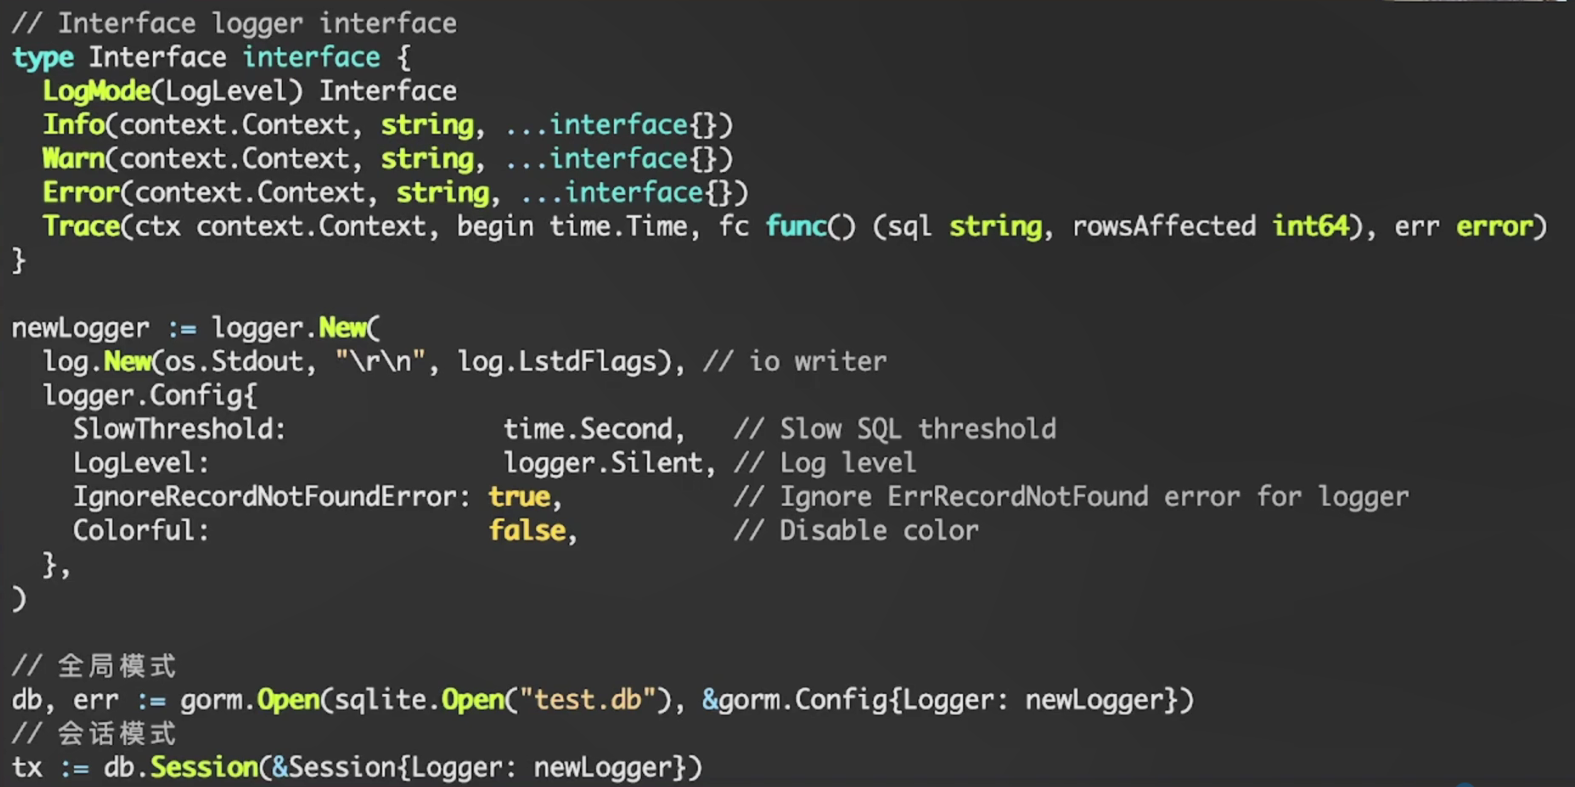 // Interface logger interface
type Interface interface {
  LogMode(LogLevel) Interface
  Info(context.Context, string, ...interface{})
  Warn(context.Context, string, ...interface{})
  Error(context.Context, string, ...interface{})
  Trace(ctx context.Context, begin time.Time, fc func() (sql string, rowsAffected int64), err error)
}

newLogger := logger.New(
  log.New(os.Stdout, "\r\n", log.LstdFlags), // io writer
  logger.Config{
    SlowThreshold:              time.Second,   // Slow SQL threshold
    LogLevel:                   logger.Silent, // Log level
    IgnoreRecordNotFoundError: true,           // Ignore ErrRecordNotFound error for logger
    Colorful:                  false,          // Disable color
  },
)

// 全局模式
db, err := gorm.Open(sqlite.Open("test.db"), &gorm.Config{Logger: newLogger})
// 会话模式
tx := db.Session(&Session{Logger: newLogger})